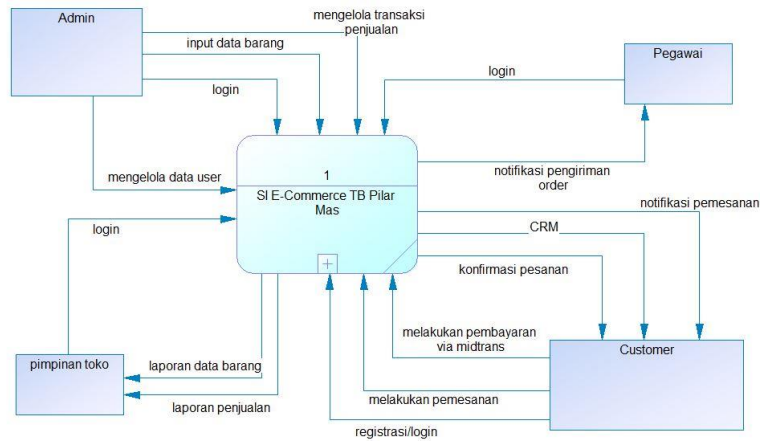 Admin
mengelola transaksi
penjualan
input data barang
login
Pegawai
login
1
SI E-Commerce TB Pilar
Mas
mengelola data user
login
notifikasi pengiriman
order
notifikasi pemesanan
CRM
konfirmasi pesanan
melakukan pembayaran
via midtrans
Customer
pimpinan toko
laporan data barang
laporan penjualan
melakukan pemesanan
registrasi/login